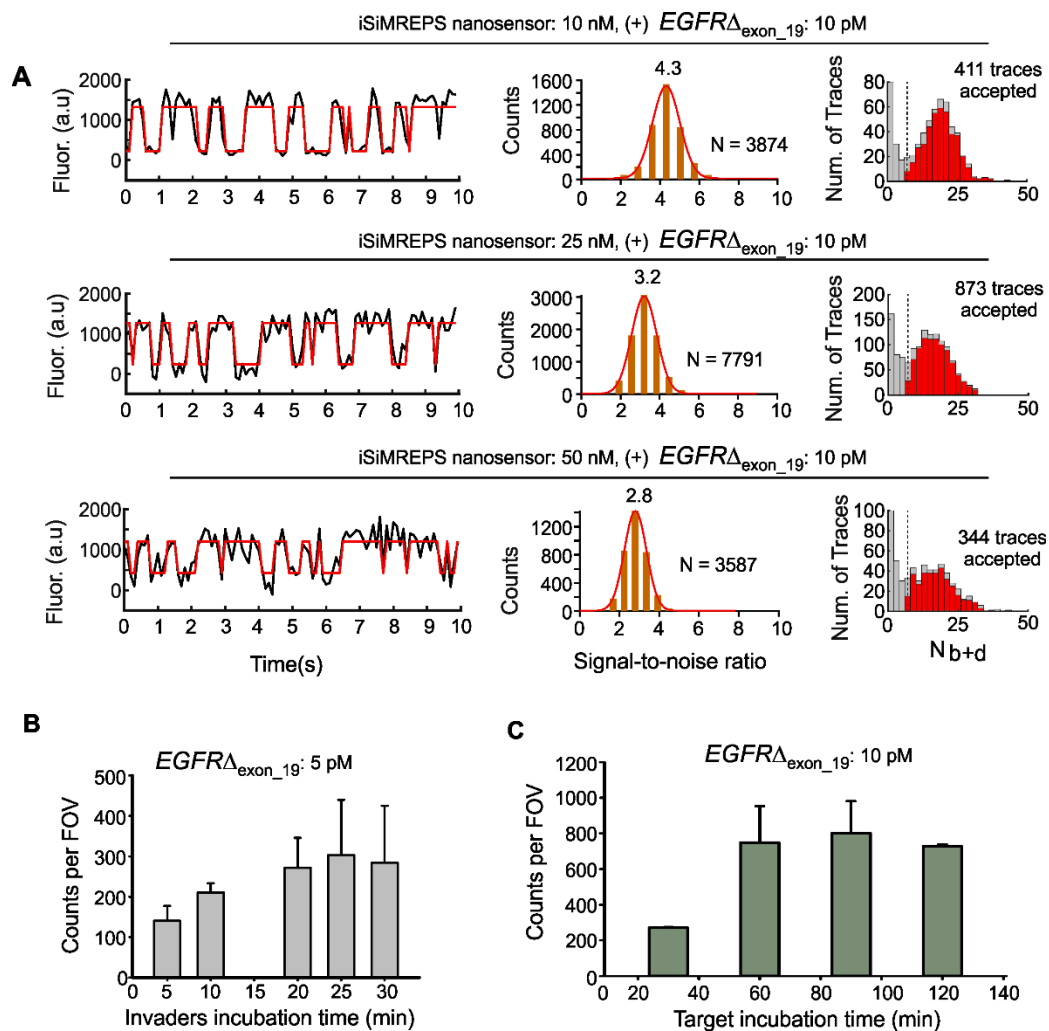 iSiMREPS nanosensor: 10 nM, (+) EGFRΔexon_19: 10 pM
A
Fluor. (a.u)
2000
1000
0
0 1 2 3 4 5 6 7 8 9 10
4.3
Counts
1600
1200
800
400
0
N = 3874
0 2 4 6 8 10
Num. of Traces
80
60
40
20
0
411 traces
accepted
0 25 50
iSiMREPS nanosensor: 25 nM, (+) EGFRΔexon_19: 10 pM
Fluor. (a.u)
2000
1000
0
0 1 2 3 4 5 6 7 8 9 10
3.2
Counts
3000
2000
1000
0
N = 7791
0 2 4 6 8 10
Num. of Traces
200
150
100
50
0
873 traces
accepted
0 25 50
iSiMREPS nanosensor: 50 nM, (+) EGFRΔexon_19: 10 pM
Fluor. (a.u)
2000
1000
0
0 1 2 3 4 5 6 7 8 9 10
Time(s)
2.8
Counts
1200
800
400
0
N = 3587
0 2 4 6 8 10
Signal-to-noise ratio
Num. of Traces
100
80
60
40
20
0
344 traces
accepted
0 25 50
Nb+d
B
EGFRΔexon_19: 5 pM
Counts per FOV
500
400
300
200
100
0
0 5 10 15 20 25 30
Invaders incubation time (min)
C
EGFRΔexon_19: 10 pM
Counts per FOV
1200
1000
800
600
400
200
0
0 20 40 60 80 100 120 140
Target incubation time (min)